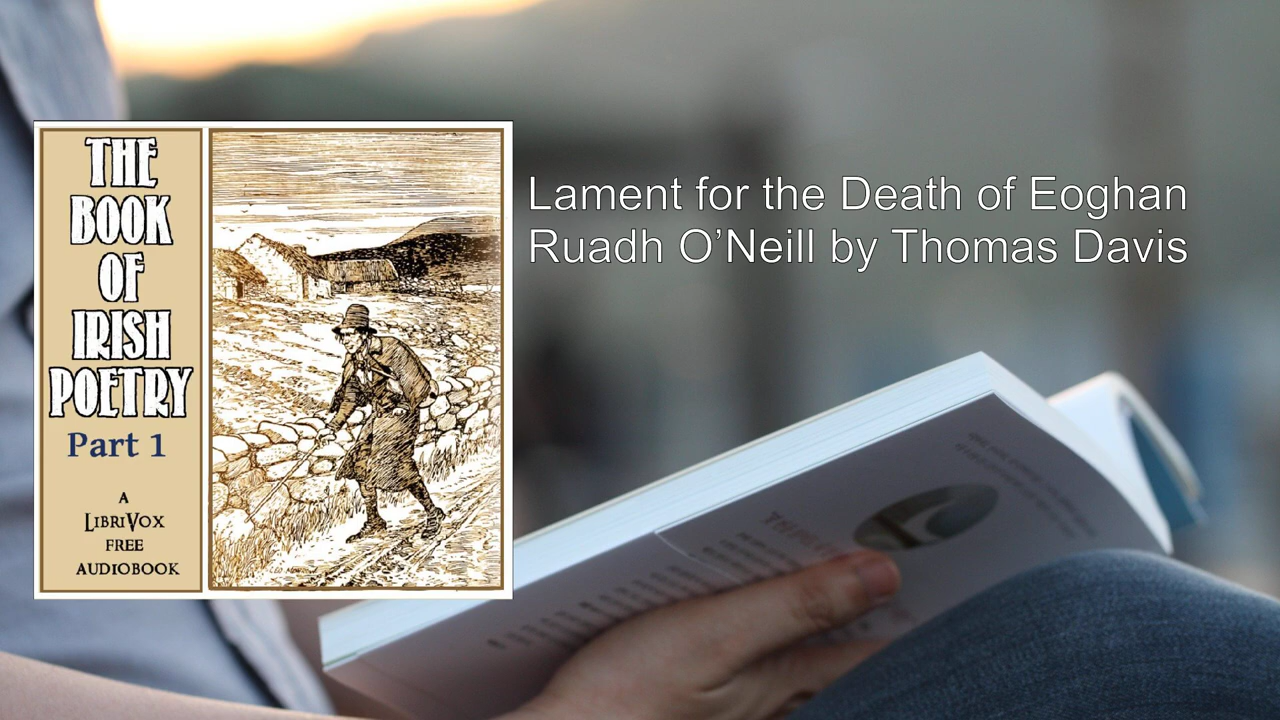 THE
BOOK
OF
IRISH
POETRY
Part 1
A
LIBRIVOX
FREE
AUDIOBOOK
Lament for the Death of Eoghan
Ruadh O’Neill by Thomas Davis